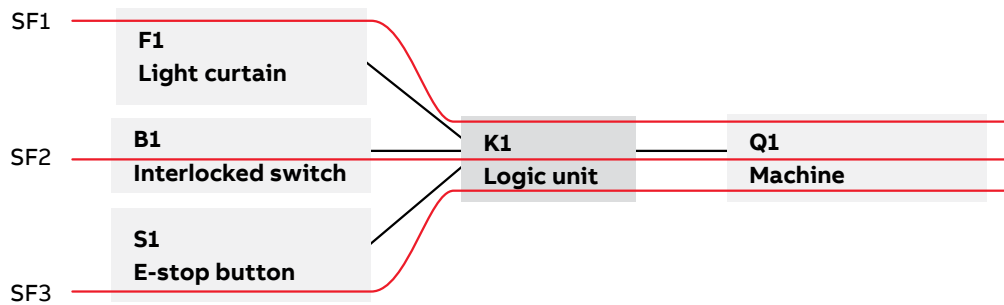 SF1
F1
Light curtain
SF2
B1
Interlocked switch
K1
Logic unit
Q1
Machine
S1
E-stop button
SF3